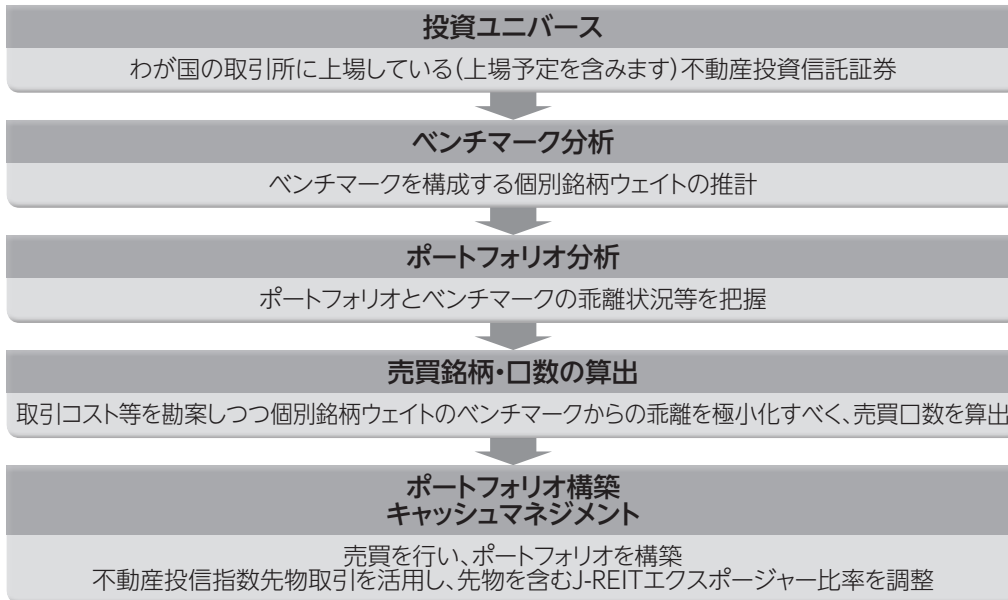 投資ユニバース
わが国の取引所に上場している(上場予定を含みます)不動産投資信託証券
ベンチマーク分析
ベンチマークを構成する個別銘柄ウェイトの推計
ポートフォリオ分析
ポートフォリオとベンチマークの乖離状況等を把握
売買銘柄・口数の算出
取引コスト等を勘案しつつ個別銘柄ウェイトのベンチマークからの乖離を極小化すべく、売買口数を算出
ポートフォリオ構築
キャッシュマネジメント
売買を行い、ポートフォリオを構築
不動産投信指数先物取引を活用し、先物を含むJ-REITエクスポージャー比率を調整